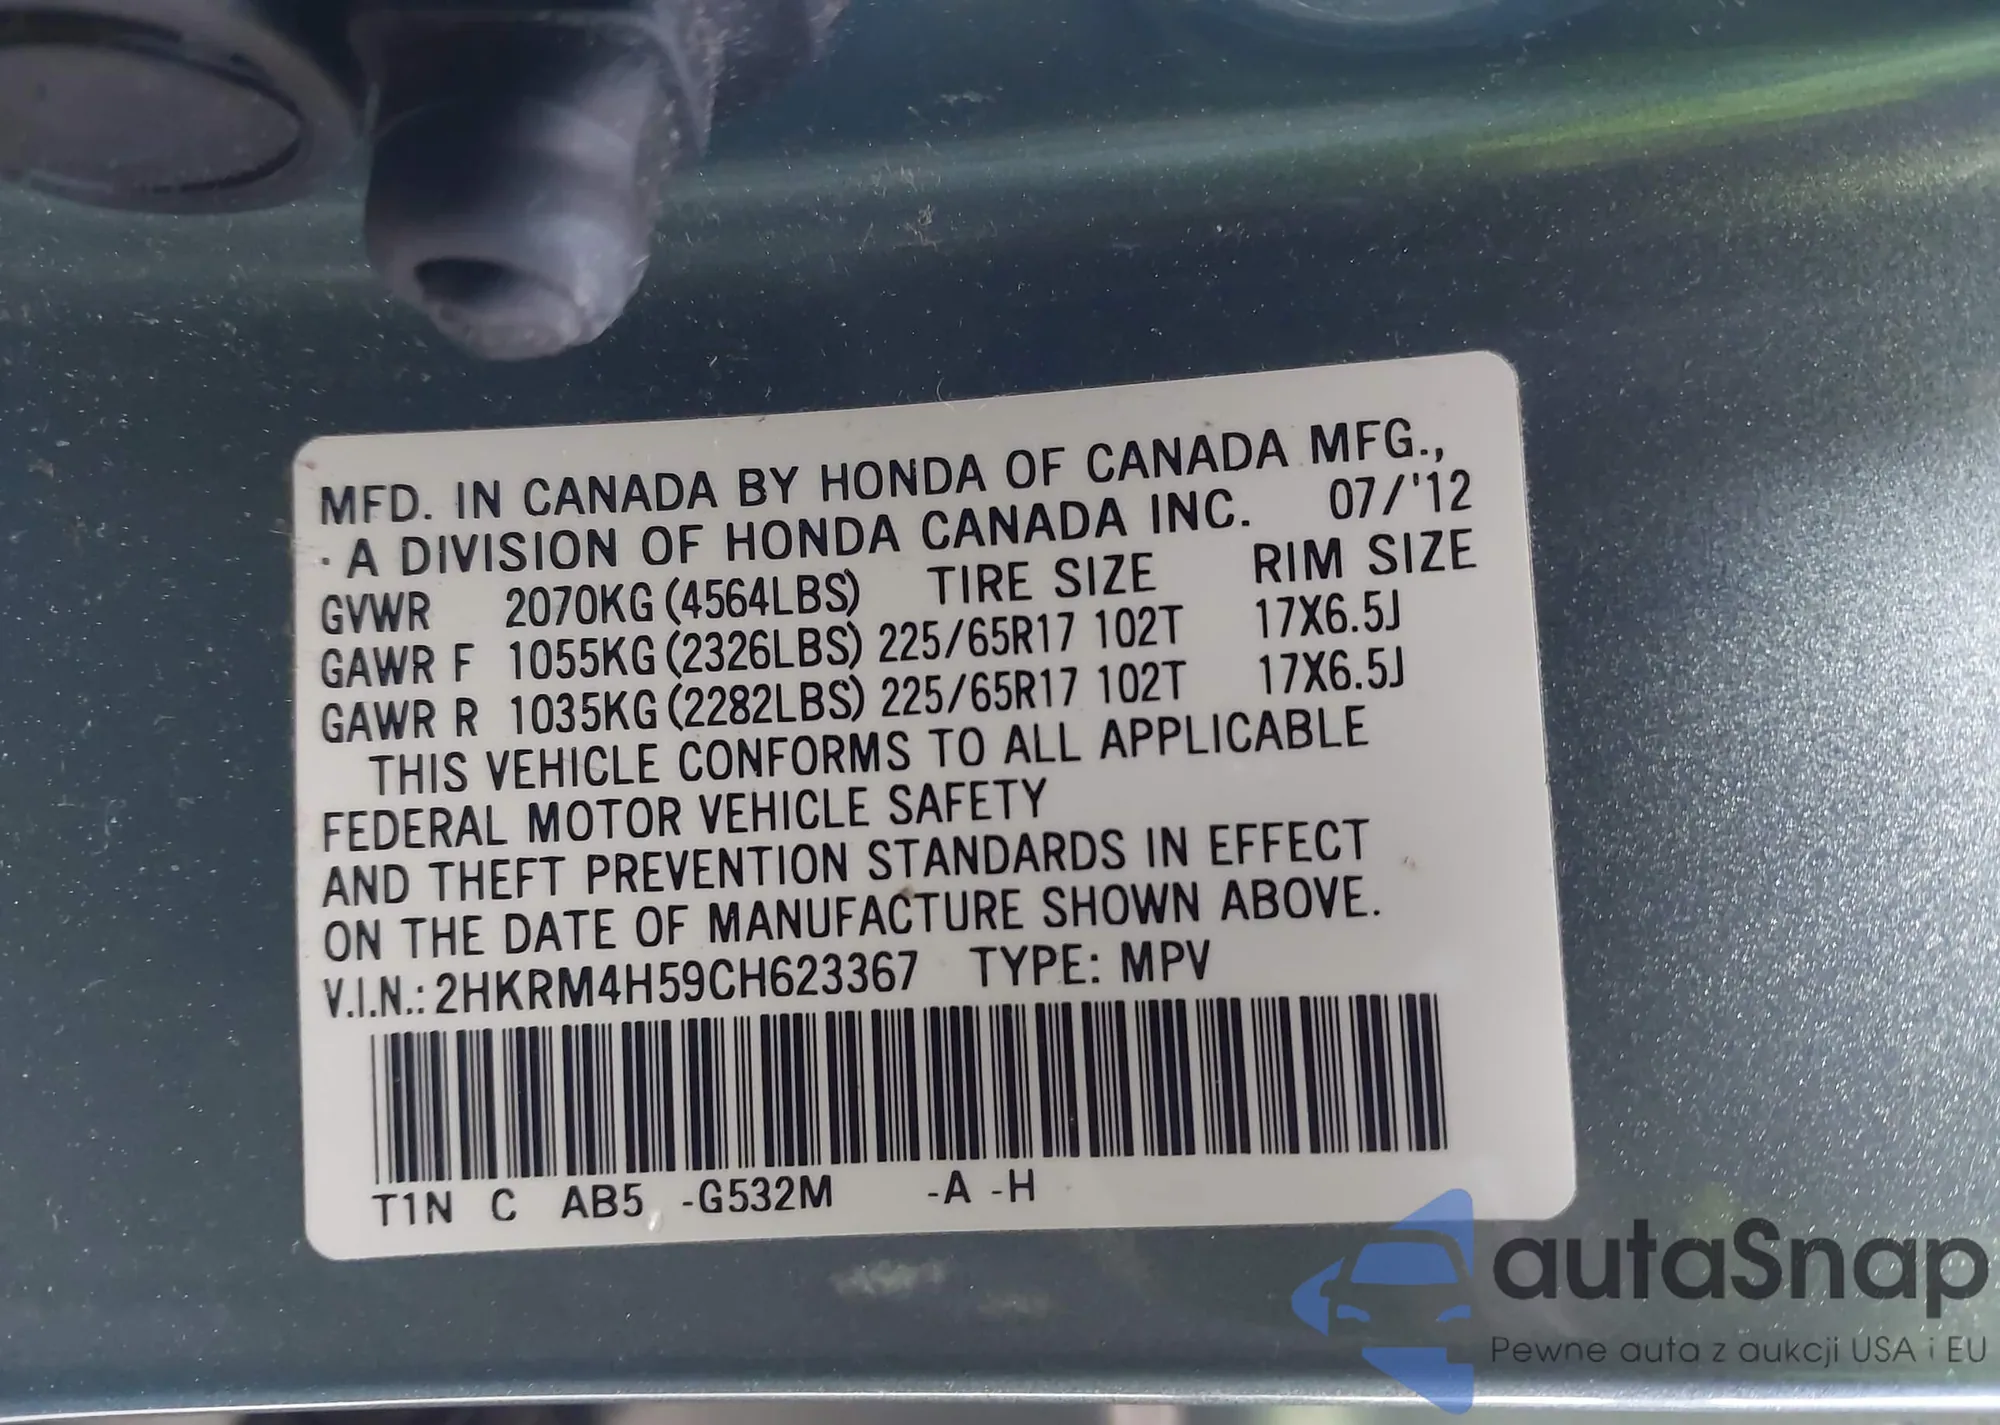 MFD. IN CANADA BY HONDA OF CANADA MFG.,
· A DIVISION OF HONDA CANADA INC. 07/'12
GVWR 2070KG (4564LBS) TIRE SIZE RIM SIZE
GAWR F 1055KG (2326LBS) 225/65R17 102T 17X6.5J
GAWR R 1035KG (2282LBS) 225/65R17 102T 17X6.5J
THIS VEHICLE CONFORMS TO ALL APPLICABLE
FEDERAL MOTOR VEHICLE SAFETY
AND THEFT PREVENTION STANDARDS IN EFFECT
ON THE DATE OF MANUFACTURE SHOWN ABOVE.
V.I.N.: 2HKRM4H59CH623367 TYPE: MPV
T1N C AB5 -G532M -A -H
autaSnap
Pewne auta z aukcji USA i EU